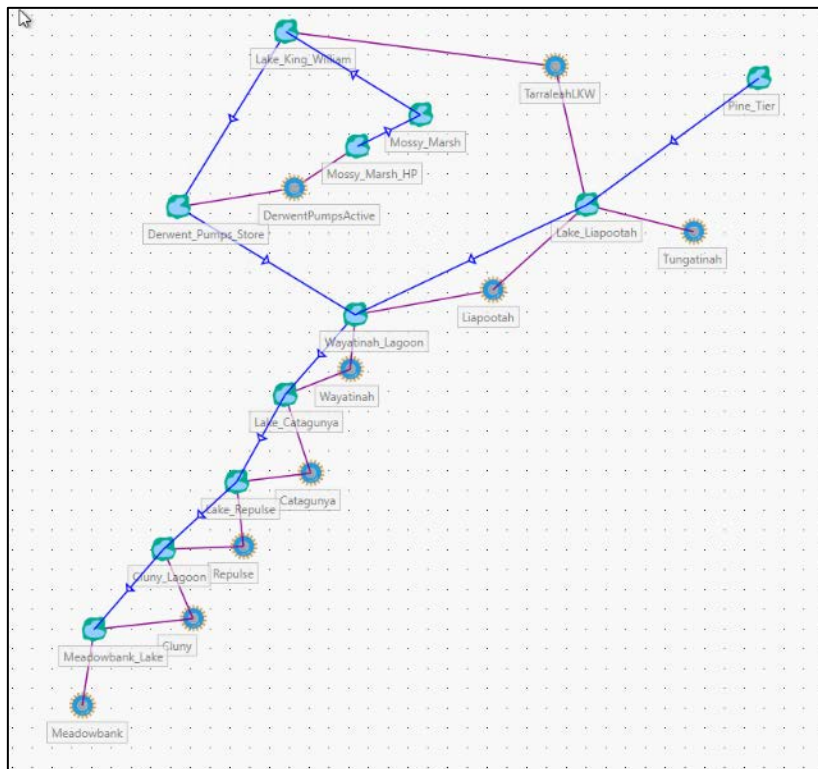 Lake_King_William
TarraleahLKW
Pine_Tier
Mossy_Marsh
Mossy_Marsh_HP
DerwentPumpsActive
Derwent_Pumps_Store
Lake_Liapootah
Tungatinah
Liapootah
Wayatinah_Lagoon
Wayatinah
Lake_Catagunya
Catagunya
Lake_Repulse
Repulse
Cluny_Lagoon
Cluny
Meadowbank_Lake
Meadowbank